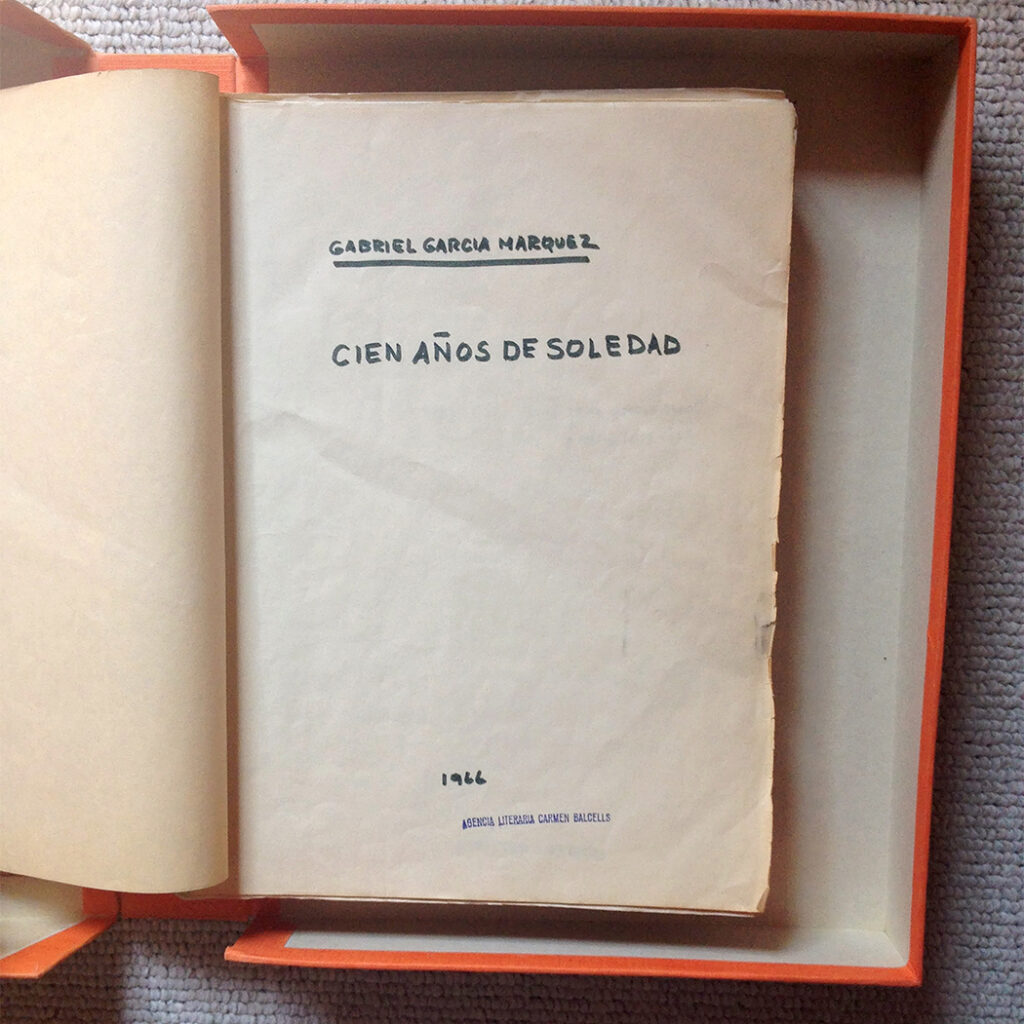 GABRIEL GARCIA MARQUEZ
CIEN AÑOS DE SOLEDAD
1966
AGENCIA LITERARIA CARMEN BALCELLS